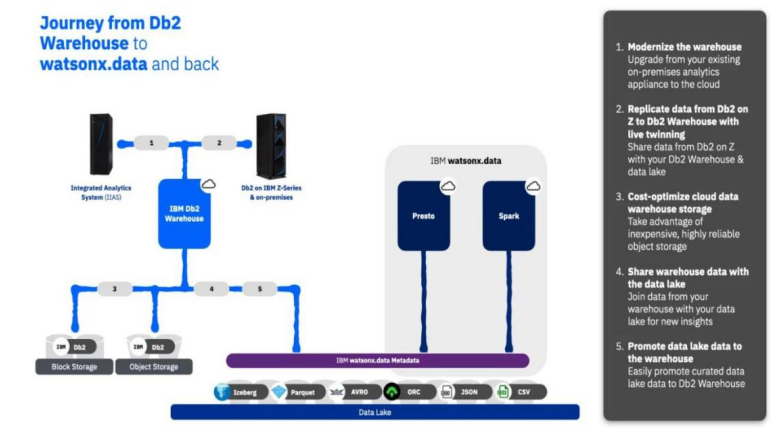 Journey from Db2
Warehouse to
watsonx.data and back
1
2
Integrated Analytics
System (IIAS)
Db2 on IBM Z-Series
& on-premises
IBM Db2
Warehouse
IBM watsonx.data
Presto
Spark
3
4
5
IBM Db2
Block Storage
IBM Db2
Object Storage
IBM watsonx.data Metadata
Iceberg
Parquet
AVRO
ORC
JSON
CSV
Data Lake
1. Modernize the warehouse
Upgrade from your existing
on-premises analytics
appliance to the cloud
2. Replicate data from Db2 on
Z to Db2 Warehouse with
live twinning
Share data from Db2 on Z
with your Db2 Warehouse &
data lake
3. Cost-optimize cloud data
warehouse storage
Take advantage of
inexpensive, highly reliable
object storage
4. Share warehouse data with
the data lake
Join data from your
warehouse with your data
lake for new insights
5. Promote data lake data to
the warehouse
Easily promote curated data
lake data to Db2 Warehouse